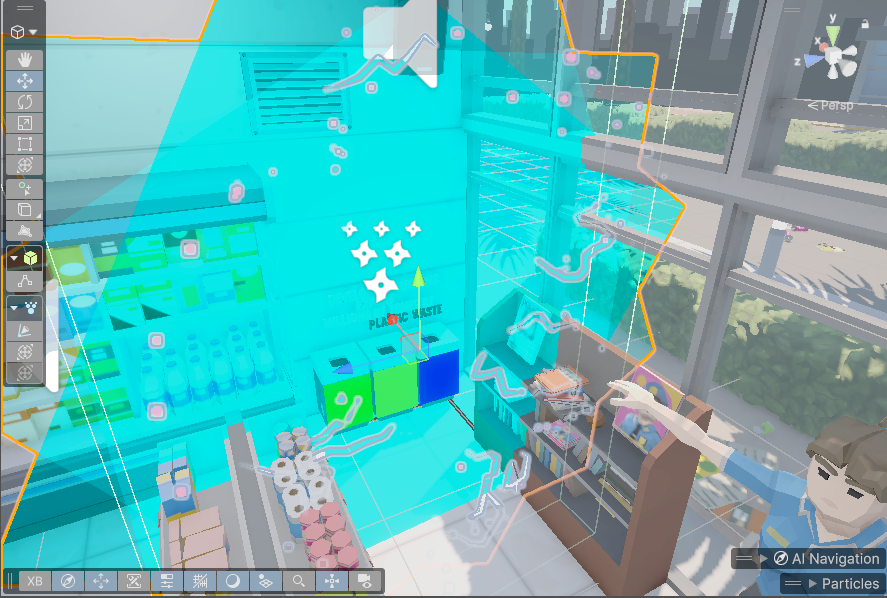 y
x
z
Persp
PLASTIC WASTE
AI Navigation
Particles
XB